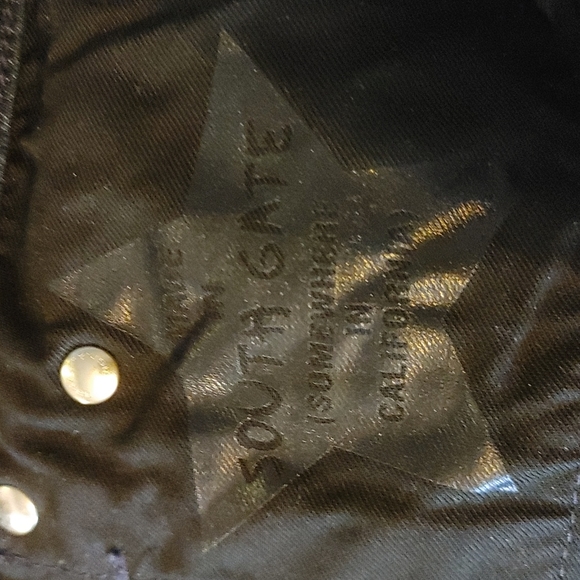 MADE
IN
SOUTH GATE
(SOMEWHERE
IN
CALIFORNIA)